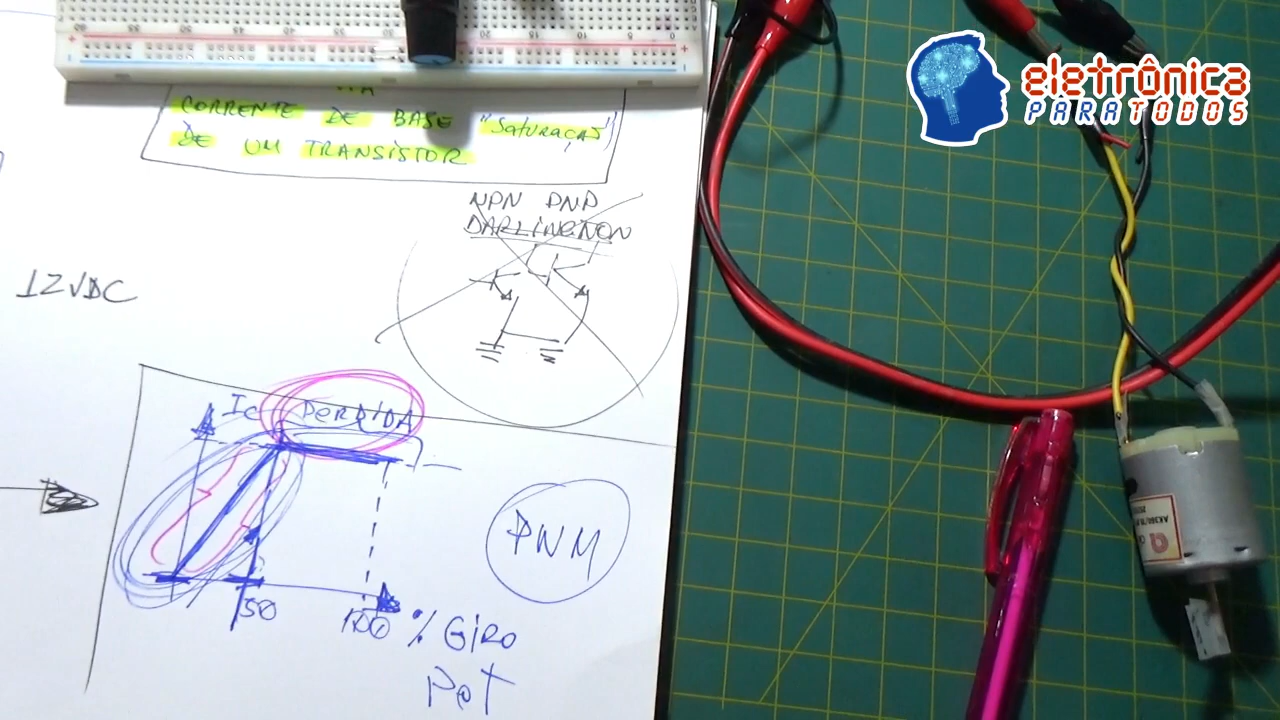 eletrônica
PARATODOS
CORRENTE DE BASE "SATURAÇÃO"
DE UM TRANSISTOR
NPN PNP
DARLINGTON
12VDC
Ic PERDIDA
PWM
50
100 % GIRO
POT
AK360/